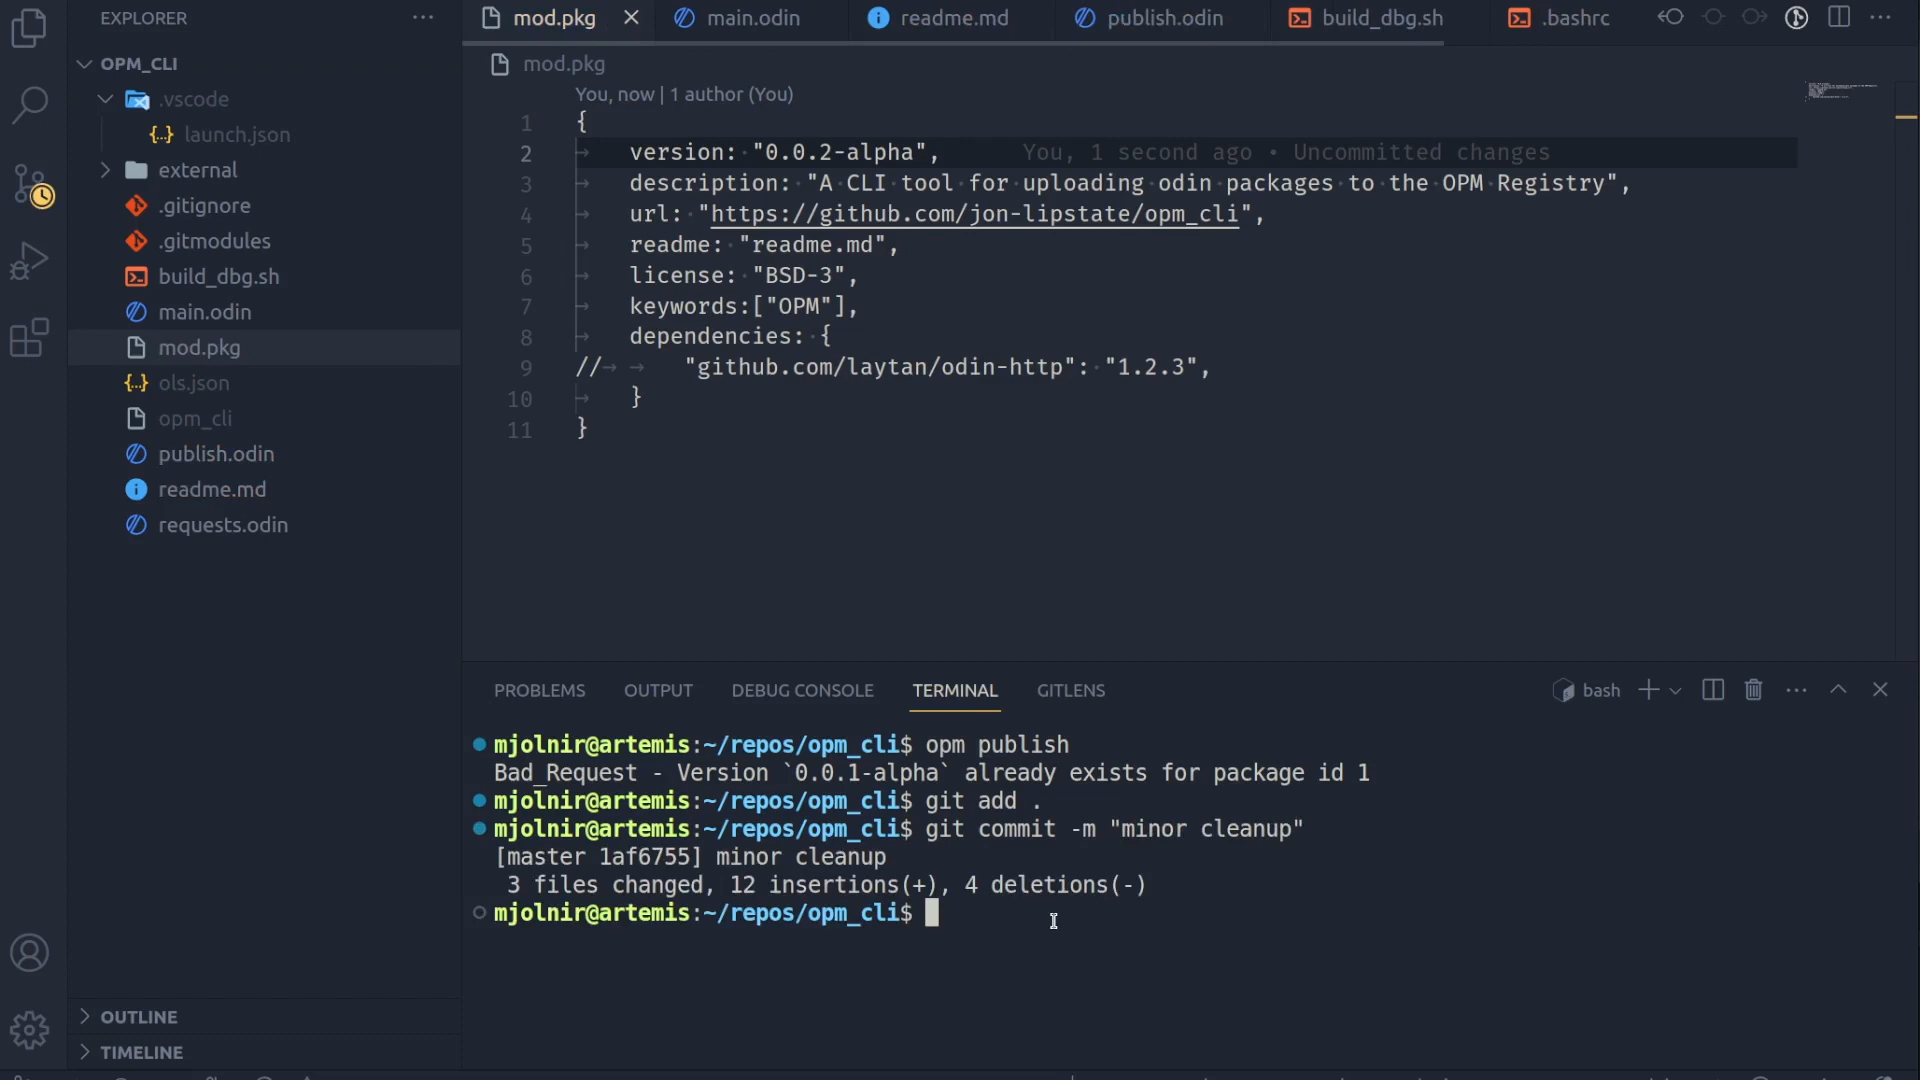 EXPLORER
OPM_CLI
.vscode
launch.json
external
.gitignore
.gitmodules
build_dbg.sh
main.odin
mod.pkg
ols.json
opm_cli
publish.odin
readme.md
requests.odin
OUTLINE
TIMELINE
mod.pkg main.odin readme.md publish.odin build_dbg.sh .bashrc
mod.pkg
You, now | 1 author (You)
1 {
2 version: "0.0.2-alpha", You, 1 second ago • Uncommitted changes
3 description: "A CLI tool for uploading odin packages to the OPM Registry",
4 url: "https://github.com/jon-lipstate/opm_cli",
5 readme: "readme.md",
6 license: "BSD-3",
7 keywords:["OPM"],
8 dependencies: {
9 // "github.com/laytan/odin-http": "1.2.3",
10 }
11 }
PROBLEMS OUTPUT DEBUG CONSOLE TERMINAL GITLENS bash
mjolnir@artemis:~/repos/opm_cli$ opm publish
Bad_Request - Version `0.0.1-alpha` already exists for package id 1
mjolnir@artemis:~/repos/opm_cli$ git add .
mjolnir@artemis:~/repos/opm_cli$ git commit -m "minor cleanup"
[master 1af6755] minor cleanup
3 files changed, 12 insertions(+), 4 deletions(-)
mjolnir@artemis:~/repos/opm_cli$